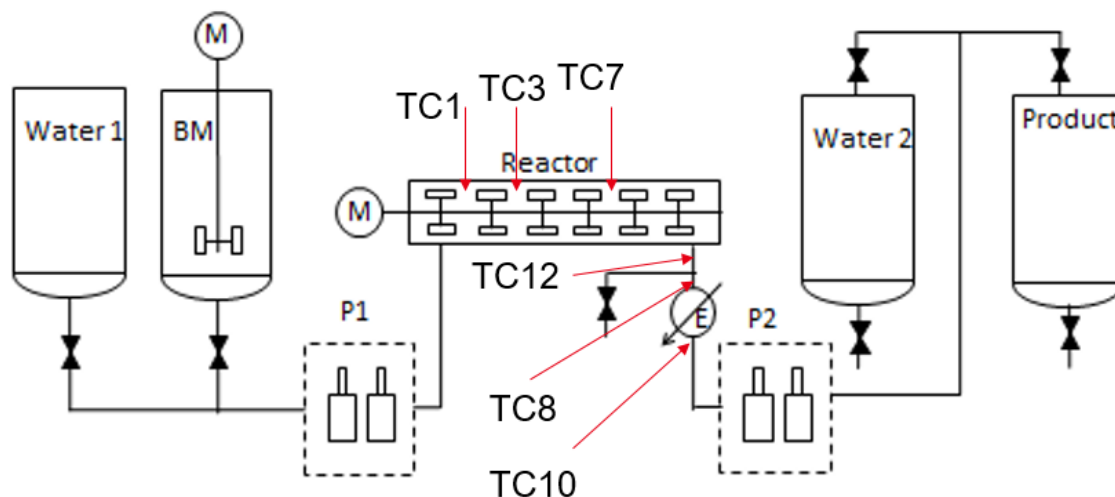 M
Water 1
BM
TC1
TC3
TC7
Reactor
M
Water 2
Product
TC12
P1
E
P2
TC8
TC10